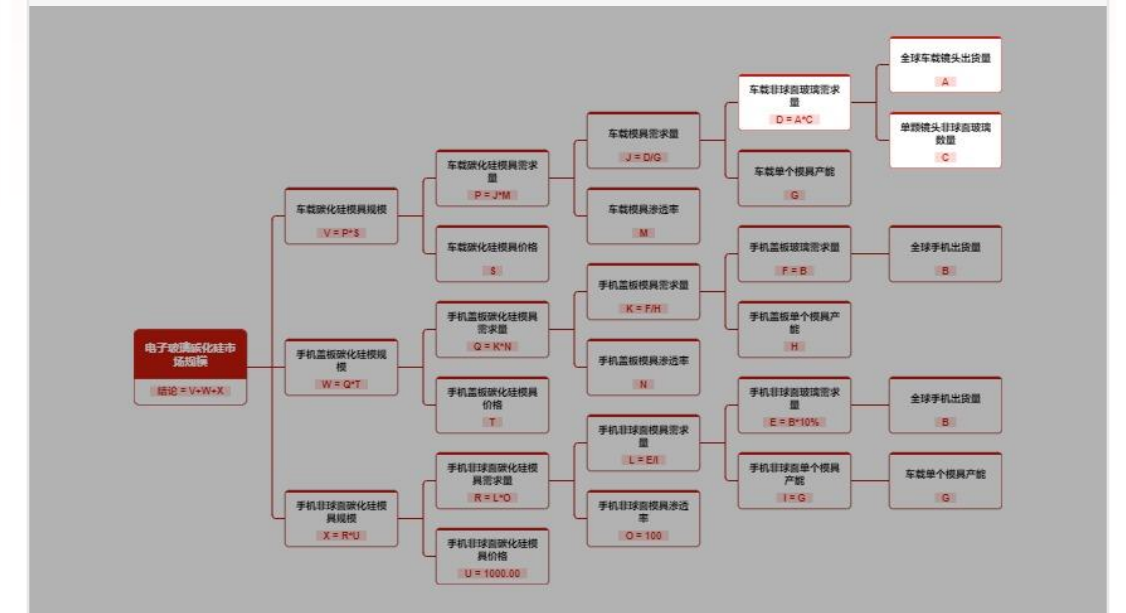 电子玻璃碳化硅市
场规模
结论 = V+W+X
车载碳化硅模具规模
V = P*S
车载碳化硅模具需求
量
P = J*M
车载模具需求量
J = D/G
车载非球面玻璃需求
量
D = A*C
全球车载镜头出货量
A
单颗镜头非球面玻璃
数量
C
车载单个模具产能
G
车载模具渗透率
M
车载碳化硅模具价格
S
手机盖板碳化硅模规
模
W = Q*T
手机盖板碳化硅模具
需求量
Q = K*N
手机盖板模具需求量
K = F/H
手机盖板玻璃需求量
F = B
全球手机出货量
B
手机盖板单个模具产
能
H
手机盖板模具渗透率
N
手机盖板碳化硅模具
价格
T
手机非球面碳化硅模
具规模
X = R*U
手机非球面碳化硅模
具需求量
R = L*O
手机非球面模具需求
量
L = E/I
手机非球面玻璃需求
量
E = B*10%
全球手机出货量
B
手机非球面单个模具
产能
I = G
车载单个模具产能
G
手机非球面模具渗透
率
O = 100
手机非球面碳化硅模
具价格
U = 1000.00